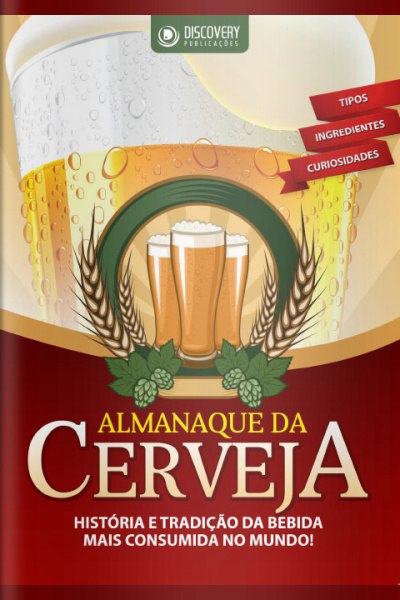 DISCOVERY
PUBLICAÇÕES
TIPOS
INGREDIENTES
CURIOSIDADES
ALMANAQUE DA
CERVEJA
HISTÓRIA E TRADIÇÃO DA BEBIDA
MAIS CONSUMIDA NO MUNDO!